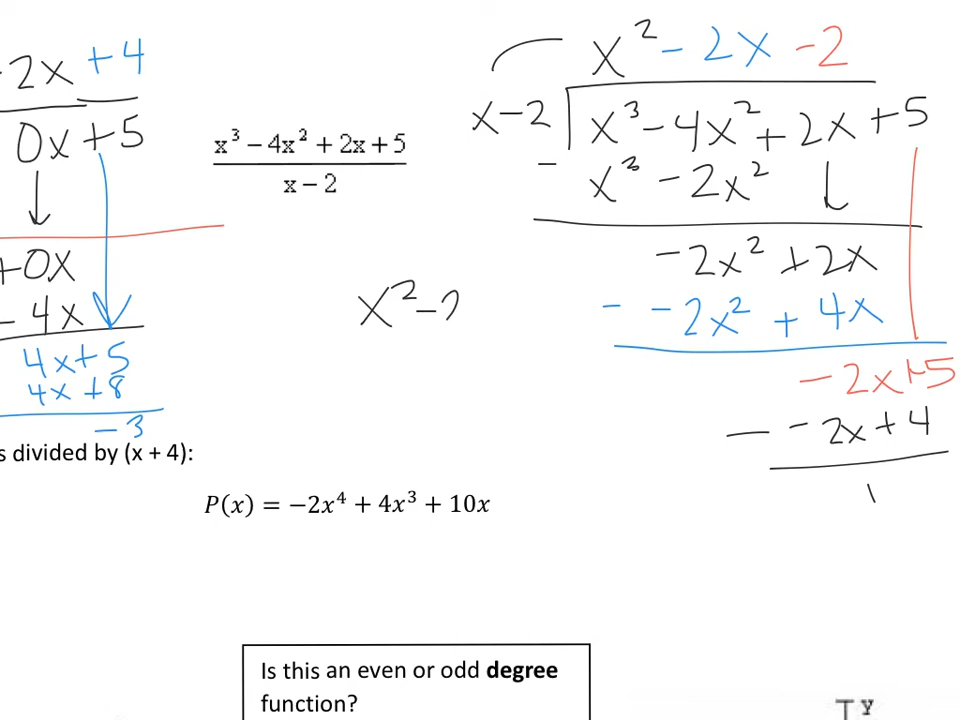 -2x +4
0x +5
+0x
- 4x
4x+5
4x +8
-3
x³ − 4x² + 2x + 5
x − 2
x² - 2
x² - 2x -2
x-2 x³ - 4x² + 2x + 5
- x³ - 2x²
-2x² + 2x
- -2x² + 4x
-2x+5
- -2x+4
1
s divided by (x + 4):
P(x) = −2x⁴ + 4x³ + 10x
Is this an even or odd degree
function?
Y